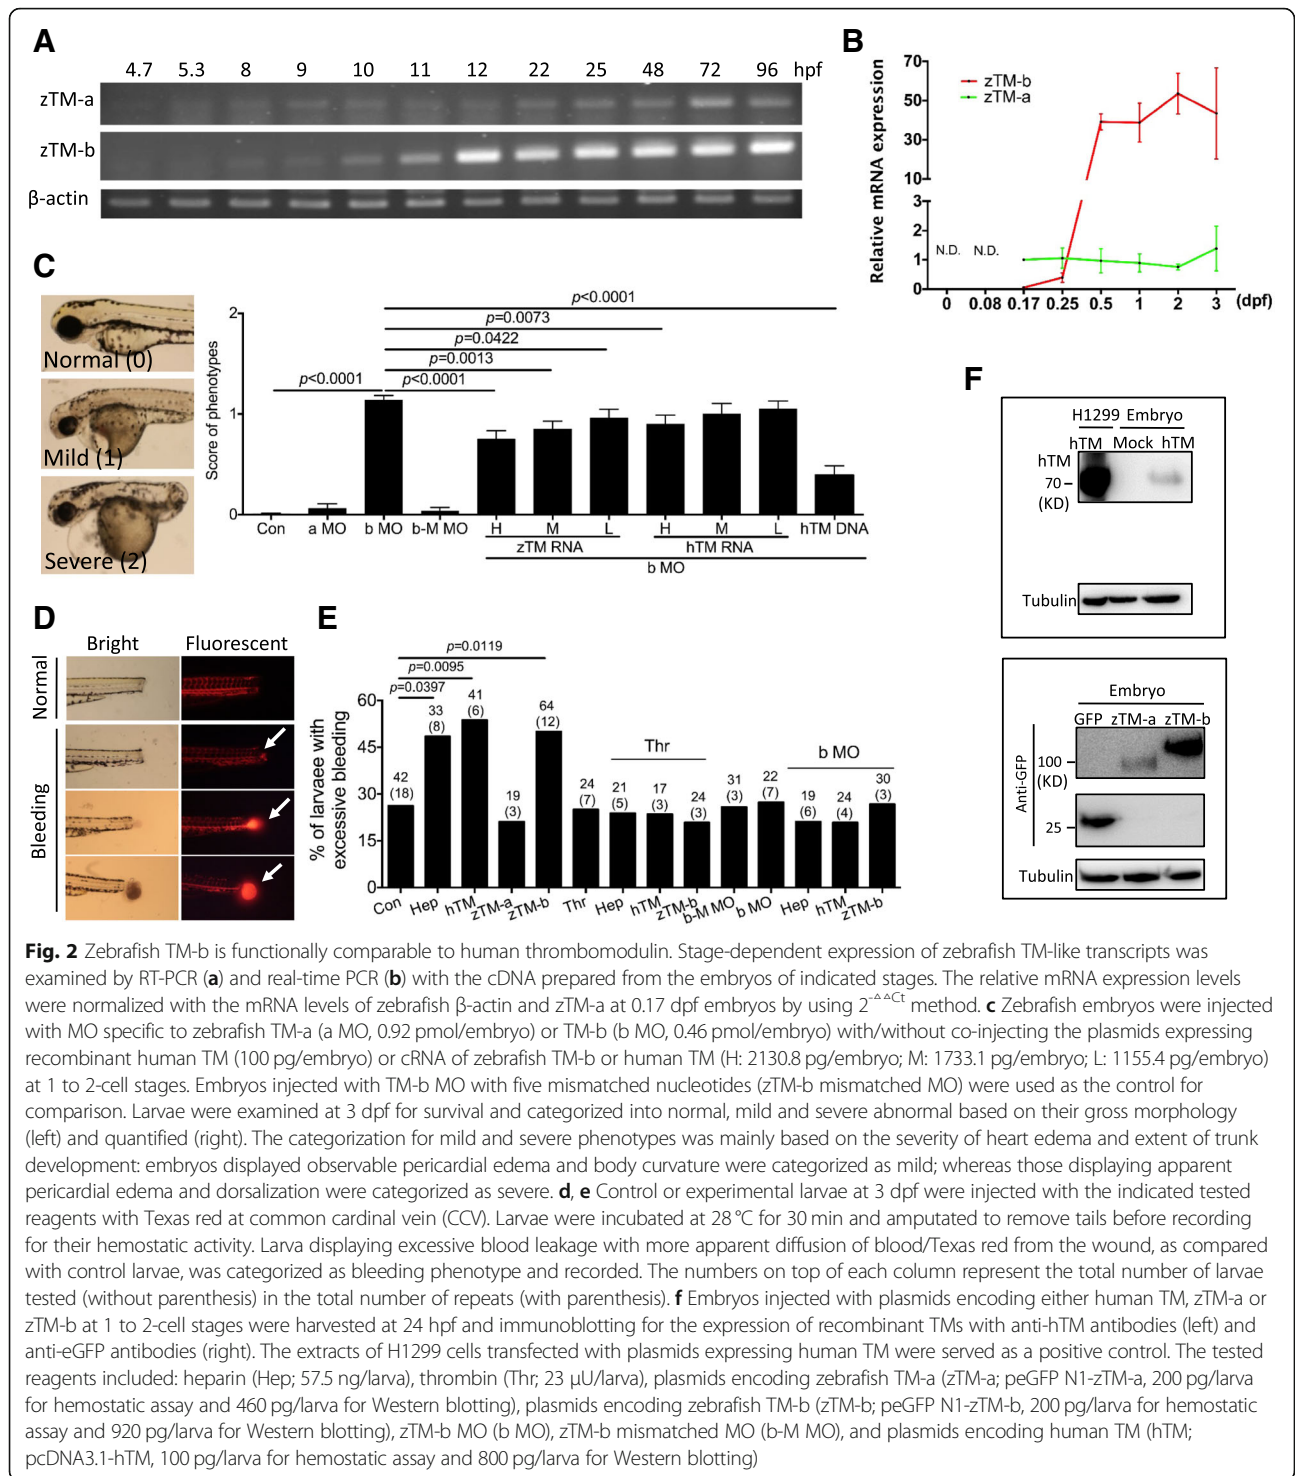 A
4.7 5.3 8 9 10 11 12 22 25 48 72 96 hpf
zTM-a
zTM-b
β-actin
B
Relative mRNA expression
70
50
30
10
3
2
1
0
zTM-b
zTM-a
N.D. N.D.
0 0.08 0.17 0.25 0.5 1 2 3 (dpf)
C
Normal (0)
Mild (1)
Severe (2)
Score of phenotypes
2
1
0
p<0.0001
p=0.0073
p=0.0422
p=0.0013
p<0.0001 p<0.0001
Con a MO b MO b-M MO H M L H M L hTM DNA
zTM RNA hTM RNA
b MO
D
Bright Fluorescent
Normal
Bleeding
E
% of larvaee with
excessive bleeding
60
45
30
15
0
p=0.0119
p=0.0095
p=0.0397
42 33 41 19 64 24 21 17 24 31 22 19 24 30
(18) (8) (6) (3) (12) (7) (5) (3) (3) (3) (7) (6) (4) (3)
Thr
b MO
Con Hep hTM zTM-a zTM-b Thr Hep hTM zTM-b b-M MO b MO Hep hTM zTM-b
F
H1299 Embryo
hTM Mock hTM
hTM
70
(KD)
Tubulin
Embryo
GFP zTM-a zTM-b
Anti-GFP
100
(KD)
25
Tubulin
Fig. 2 Zebrafish TM-b is functionally comparable to human thrombomodulin. Stage-dependent expression of zebrafish TM-like transcripts was
examined by RT-PCR (a) and real-time PCR (b) with the cDNA prepared from the embryos of indicated stages. The relative mRNA expression levels
were normalized with the mRNA levels of zebrafish β-actin and zTM-a at 0.17 dpf embryos by using 2-△△Ct method. c Zebrafish embryos were injected
with MO specific to zebrafish TM-a (a MO, 0.92 pmol/embryo) or TM-b (b MO, 0.46 pmol/embryo) with/without co-injecting the plasmids expressing
recombinant human TM (100 pg/embryo) or cRNA of zebrafish TM-b or human TM (H: 2130.8 pg/embryo; M: 1733.1 pg/embryo; L: 1155.4 pg/embryo)
at 1 to 2-cell stages. Embryos injected with TM-b MO with five mismatched nucleotides (zTM-b mismatched MO) were used as the control for
comparison. Larvae were examined at 3 dpf for survival and categorized into normal, mild and severe abnormal based on their gross morphology
(left) and quantified (right). The categorization for mild and severe phenotypes was mainly based on the severity of heart edema and extent of trunk
development: embryos displayed observable pericardial edema and body curvature were categorized as mild; whereas those displaying apparent
pericardial edema and dorsalization were categorized as severe. d, e Control or experimental larvae at 3 dpf were injected with the indicated tested
reagents with Texas red at common cardinal vein (CCV). Larvae were incubated at 28 °C for 30 min and amputated to remove tails before recording
for their hemostatic activity. Larva displaying excessive blood leakage with more apparent diffusion of blood/Texas red from the wound, as compared
with control larvae, was categorized as bleeding phenotype and recorded. The numbers on top of each column represent the total number of larvae
tested (without parenthesis) in the total number of repeats (with parenthesis). f Embryos injected with plasmids encoding either human TM, zTM-a or
zTM-b at 1 to 2-cell stages were harvested at 24 hpf and immunoblotting for the expression of recombinant TMs with anti-hTM antibodies (left) and
anti-eGFP antibodies (right). The extracts of H1299 cells transfected with plasmids expressing human TM were served as a positive control. The tested
reagents included: heparin (Hep; 57.5 ng/larva), thrombin (Thr; 23 μU/larva), plasmids encoding zebrafish TM-a (zTM-a; peGFP N1-zTM-a, 200 pg/larva
for hemostatic assay and 460 pg/larva for Western blotting), plasmids encoding zebrafish TM-b (zTM-b; peGFP N1-zTM-b, 200 pg/larva for hemostatic
assay and 920 pg/larva for Western blotting), zTM-b MO (b MO), zTM-b mismatched MO (b-M MO), and plasmids encoding human TM (hTM;
pcDNA3.1-hTM, 100 pg/larva for hemostatic assay and 800 pg/larva for Western blotting)